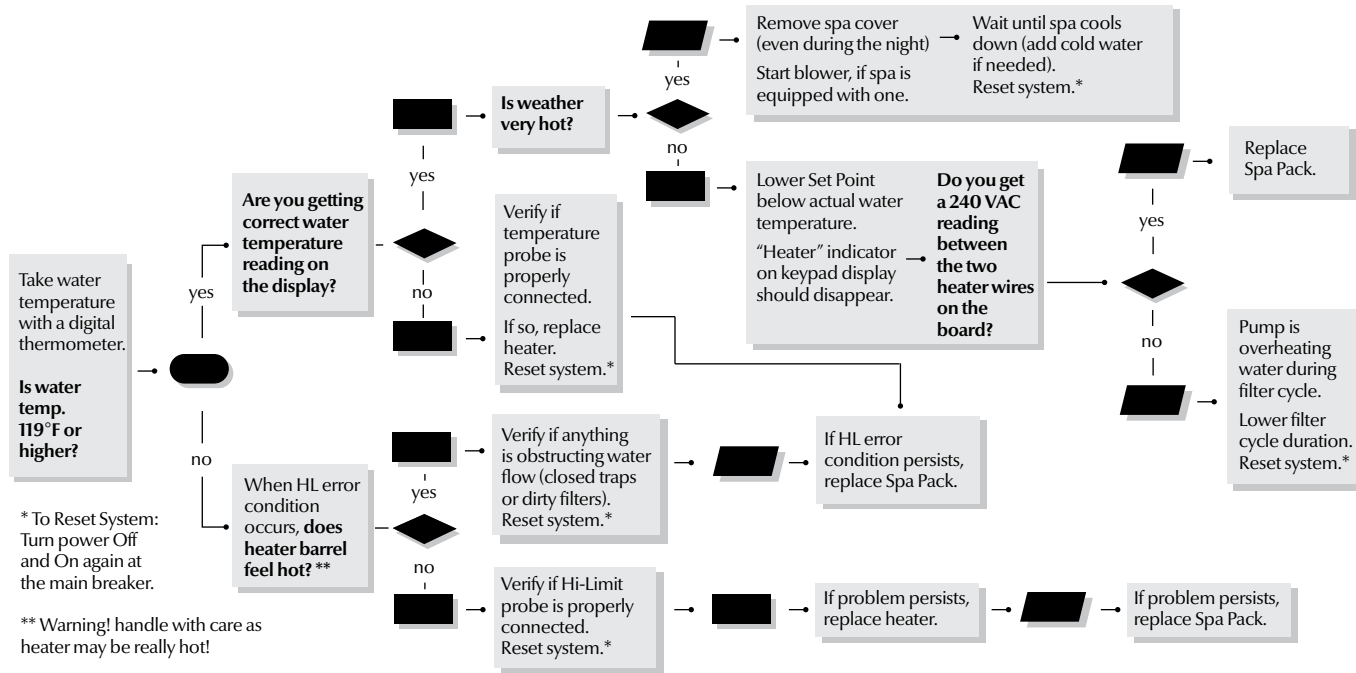 Take water
temperature
with a digital
thermometer.
Is water
temp.
119°F or
higher?
yes
no
Are you getting
correct water
temperature
reading on
the display?
yes
no
Is weather
very hot?
yes
no
Remove spa cover
(even during the night)
Start blower, if spa is
equipped with one.
Wait until spa cools
down (add cold water
if needed).
Reset system.*
Lower Set Point
below actual water
temperature.
“Heater” indicator
on keypad display
should disappear.
Do you get
a 240 VAC
reading
between
the two
heater wires
on the
board?
yes
no
Replace
Spa Pack.
Pump is
overheating
water during
filter cycle.
Lower filter
cycle duration.
Reset system.*
Verify if
temperature
probe is
properly
connected.
If so, replace
heater.
Reset system.*
When HL error
condition
occurs, does
heater barrel
feel hot? **
yes
no
Verify if anything
is obstructing water
flow (closed traps
or dirty filters).
Reset system.*
If HL error
condition persists,
replace Spa Pack.
Verify if Hi-Limit
probe is properly
connected.
Reset system.*
If problem persists,
replace heater.
If problem persists,
replace Spa Pack.
* To Reset System:
Turn power Off
and On again at
the main breaker.
** Warning! handle with care as
heater may be really hot!